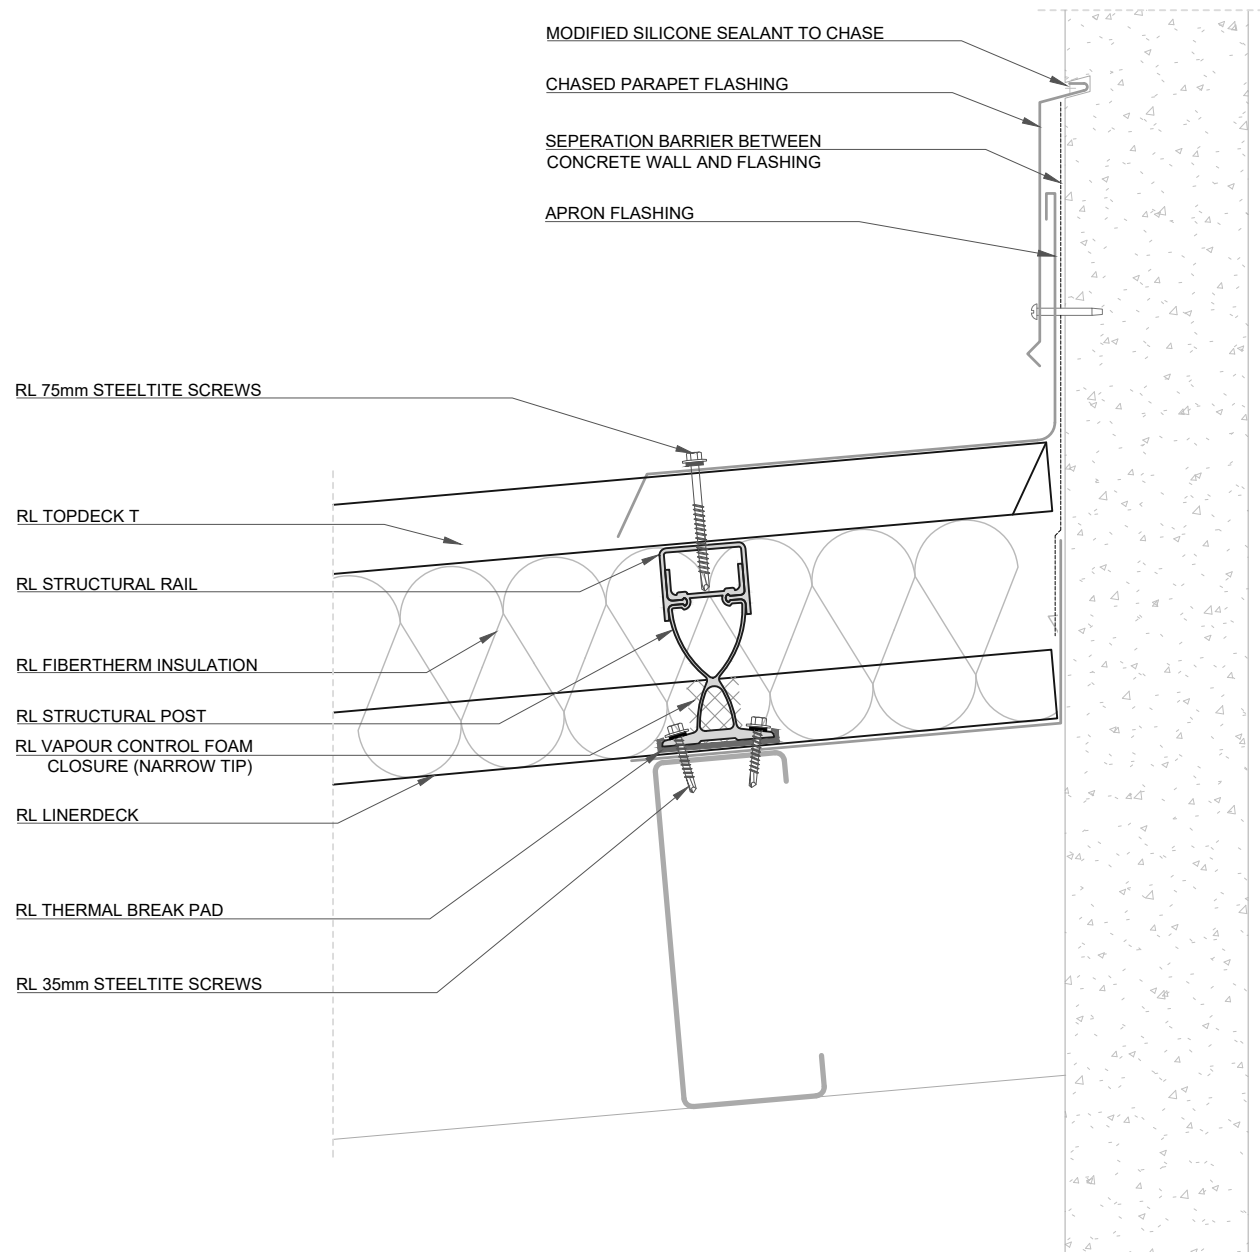 MODIFIED SILICONE SEALANT TO CHASE
CHASED PARAPET FLASHING
SEPERATION BARRIER BETWEEN
CONCRETE WALL AND FLASHING
APRON FLASHING
RL 75mm STEELTITE SCREWS
RL TOPDECK T
RL STRUCTURAL RAIL
RL FIBERTHERM INSULATION
RL STRUCTURAL POST
RL VAPOUR CONTROL FOAM
CLOSURE (NARROW TIP)
RL LINERDECK
RL THERMAL BREAK PAD
RL 35mm STEELTITE SCREWS